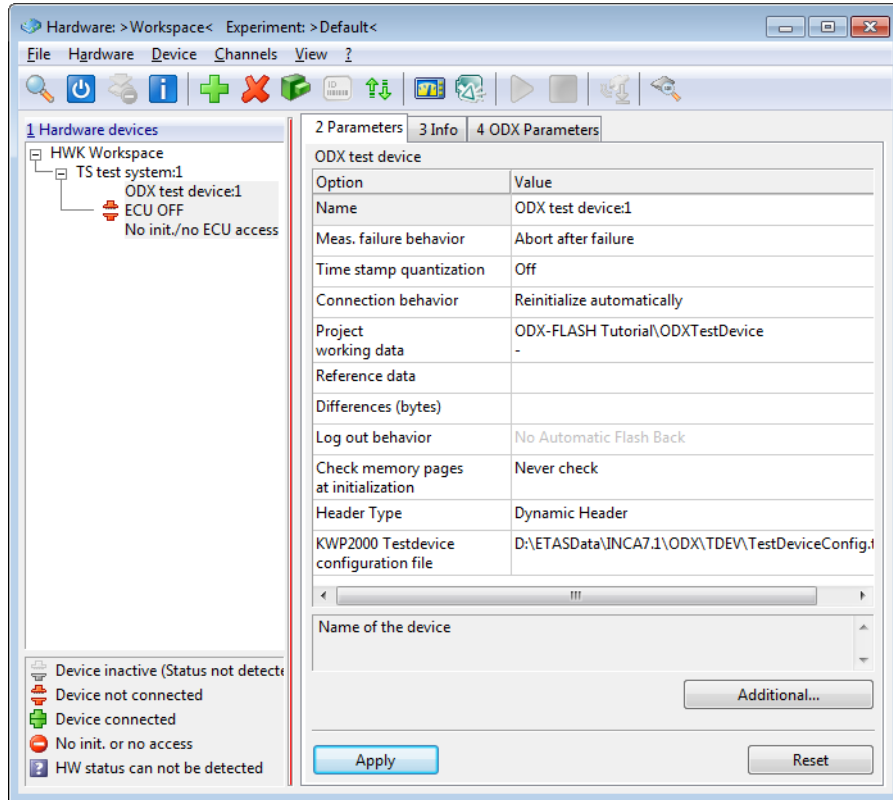 Hardware: >Workspace<   Experiment: >Default<
File Hardware Device Channels View ?
ID
1 Hardware devices
HWK Workspace
TS test system:1
ODX test device:1
ECU OFF
No init./no ECU access
2 Parameters 3 Info 4 ODX Parameters
ODX test device
Option Value
Name ODX test device:1
Meas. failure behavior Abort after failure
Time stamp quantization Off
Connection behavior Reinitialize automatically
Project ODX-FLASH Tutorial\ODXTestDevice
working data -
Reference data
Differences (bytes)
Log out behavior No Automatic Flash Back
Check memory pages Never check
at initialization
Header Type Dynamic Header
KWP2000 Testdevice D:\ETASData\INCA7.1\ODX\TDEV\TestDeviceConfig.t
configuration file
Name of the device
Additional...
Apply Reset
Device inactive (Status not detecte
Device not connected
Device connected
No init. or no access
? HW status can not be detected